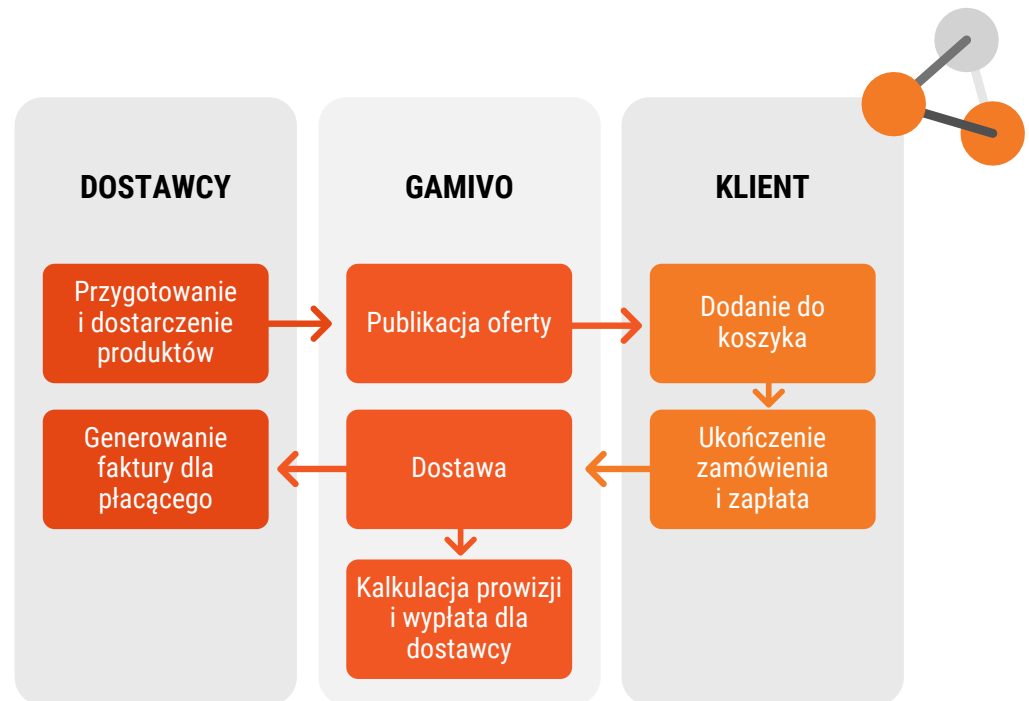 DOSTAWCY
GAMIVO
KLIENT
Przygotowanie
i dostarczenie
produktów
Publikacja oferty
Dodanie do
koszyka
Generowanie
faktury dla
płacącego
Dostawa
Ukończenie
zamówienia
i zapłata
Kalkulacja prowizji
i wypłata dla
dostawcy